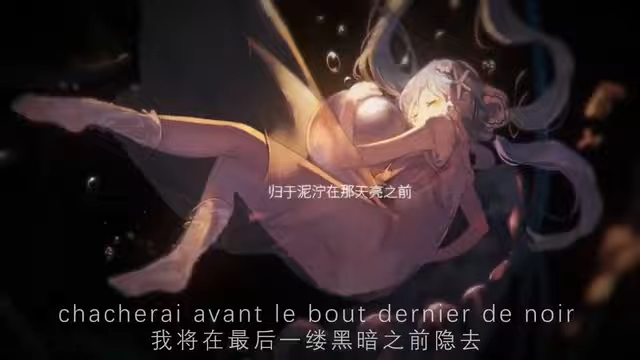 归于泥泞在那天亮之前
chacherai avant le bout dernier de noir
我将在最后一缕黑暗之前隐去